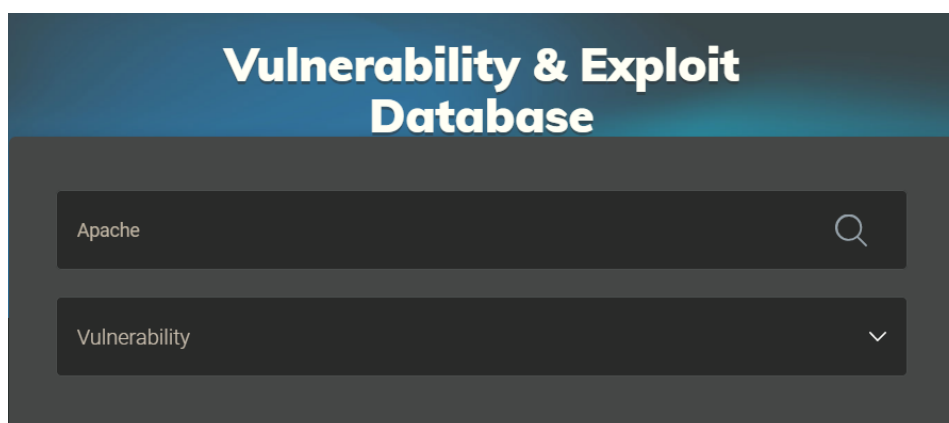 Vulnerability & Exploit
Database
Apache
Vulnerability